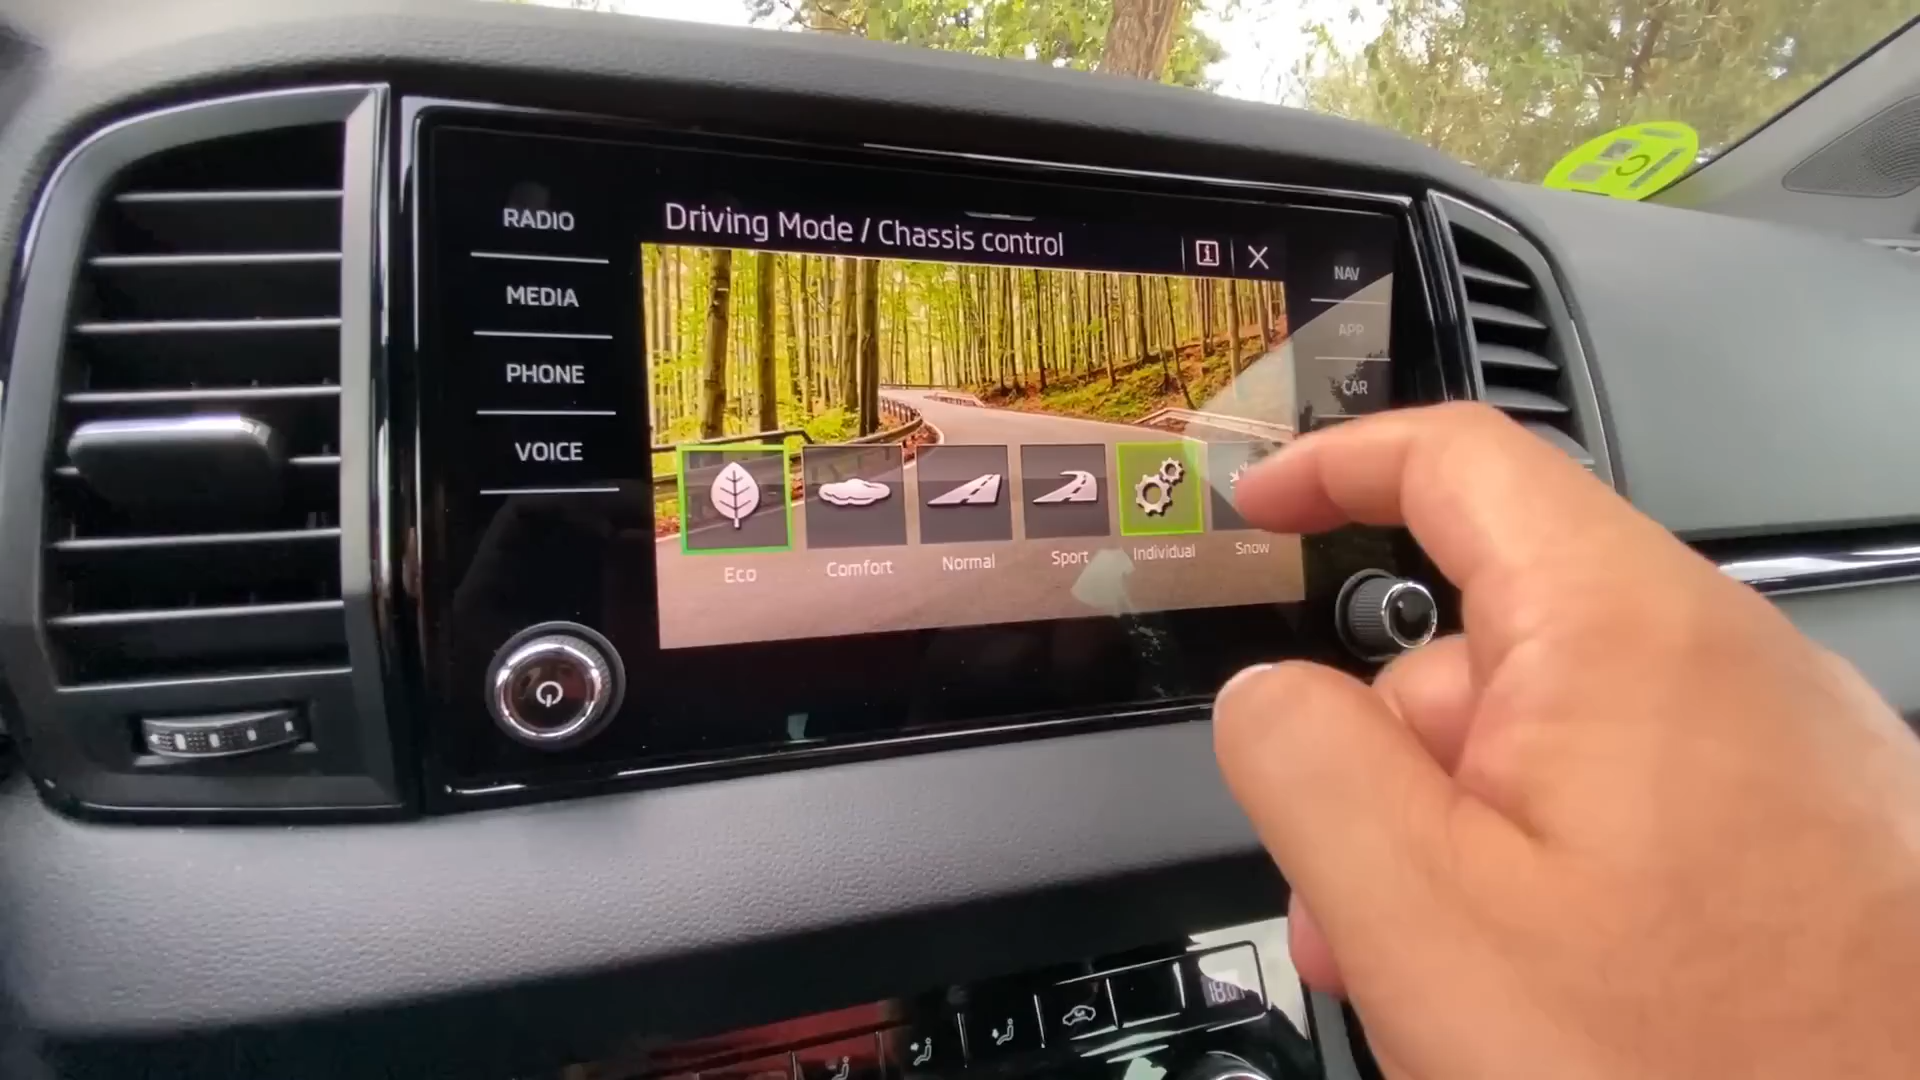 RADIO
MEDIA
PHONE
VOICE
Driving Mode / Chassis control
NAV
APP
CAR
Eco
Comfort
Normal
Sport
Individual
Snow
C